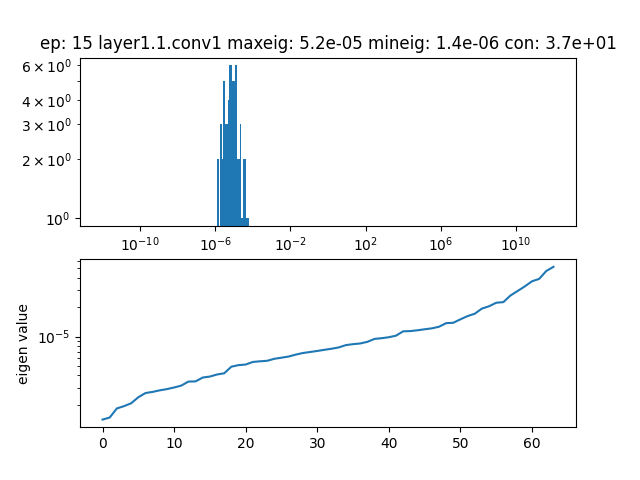 ep: 15 layer1.1.conv1 maxeig: 5.2e-05 mineig: 1.4e-06 con: 3.7e+01
6 × 10⁰
4 × 10⁰
3 × 10⁰
2 × 10⁰
10⁰
10⁻¹⁰ 10⁻⁶ 10⁻² 10² 10⁶ 10¹⁰
eigen value
10⁻⁵
0 10 20 30 40 50 60